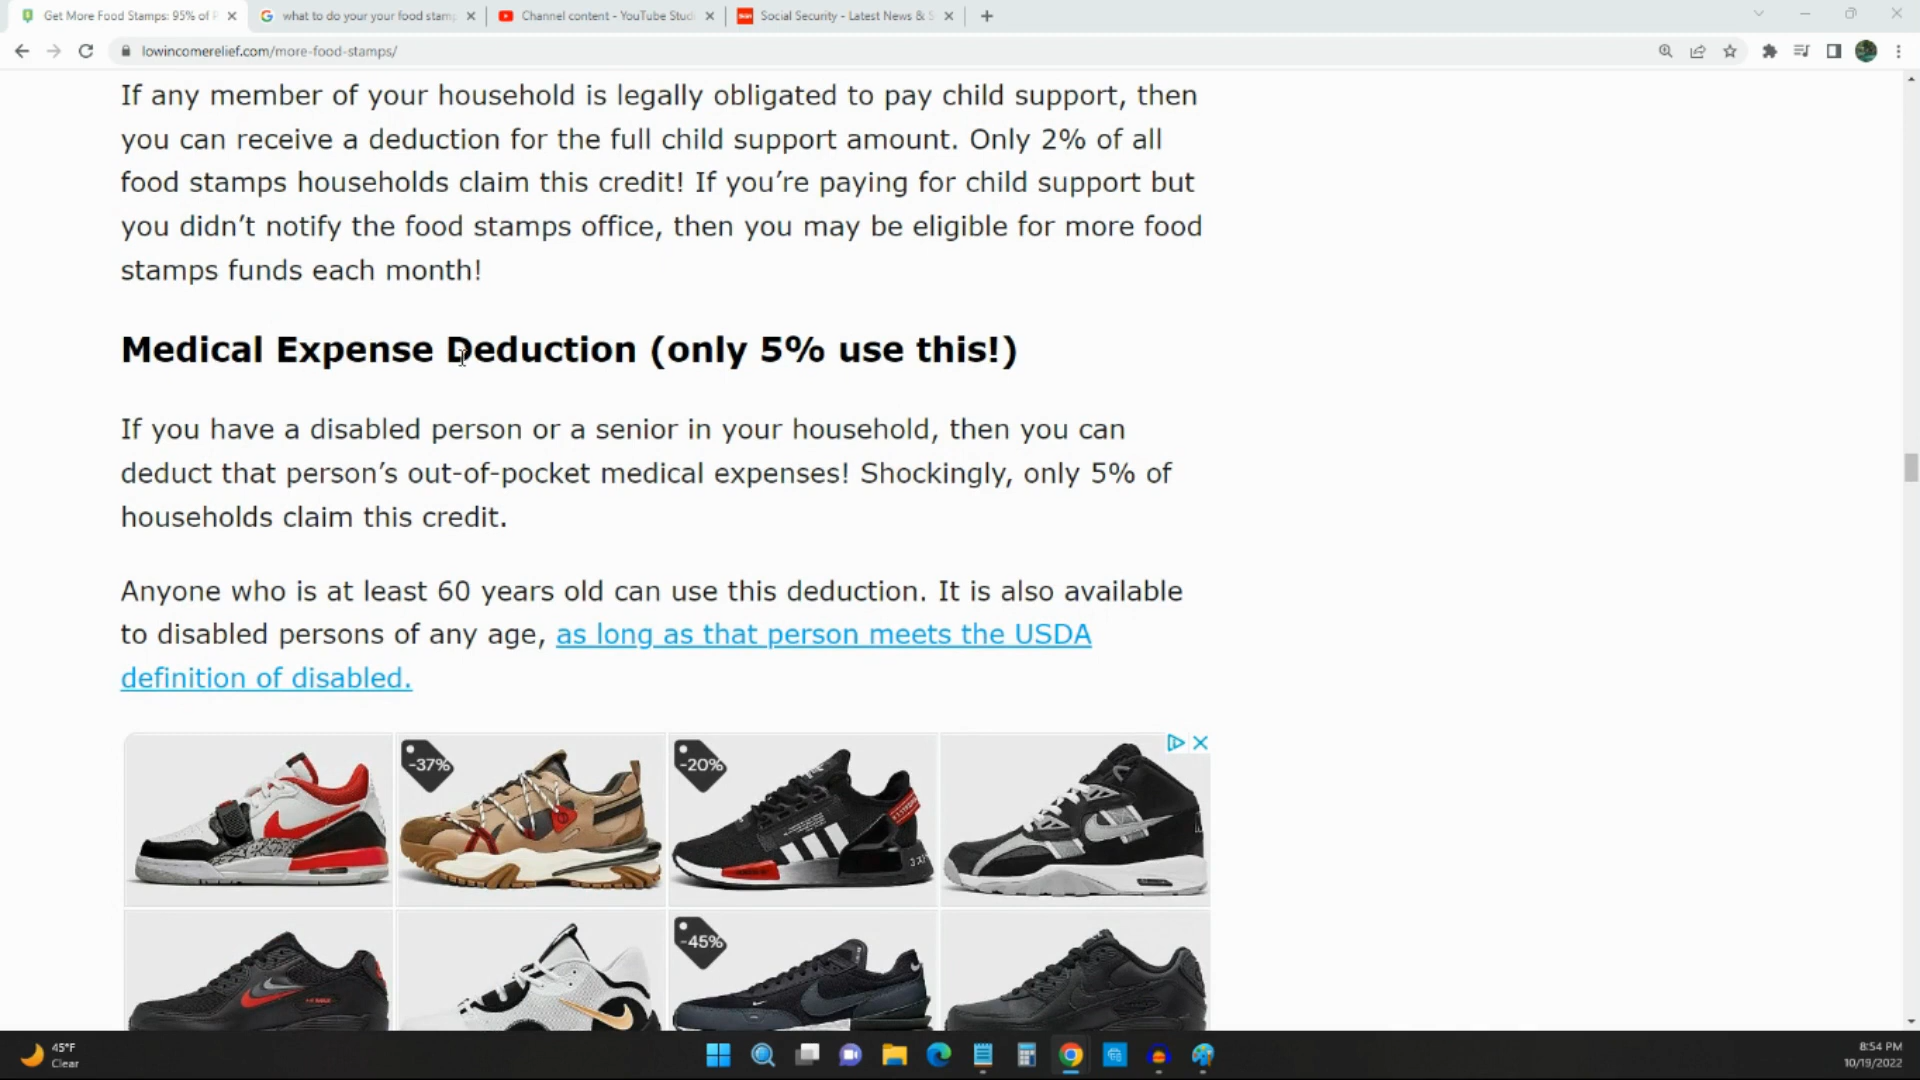 Get More Food Stamps: 95% of P
what to do your your food stam
Channel content - YouTube Studi
Social Security - Latest News & S
lowincomerelief.com/more-food-stamps/
If any member of your household is legally obligated to pay child support, then
you can receive a deduction for the full child support amount. Only 2% of all
food stamps households claim this credit! If you’re paying for child support but
you didn’t notify the food stamps office, then you may be eligible for more food
stamps funds each month!
Medical Expense Deduction (only 5% use this!)
If you have a disabled person or a senior in your household, then you can
deduct that person’s out-of-pocket medical expenses! Shockingly, only 5% of
households claim this credit.
Anyone who is at least 60 years old can use this deduction. It is also available
to disabled persons of any age, as long as that person meets the USDA
definition of disabled.
-37%
-20%
-45%
45°F
Clear
8:54 PM
10/19/2022